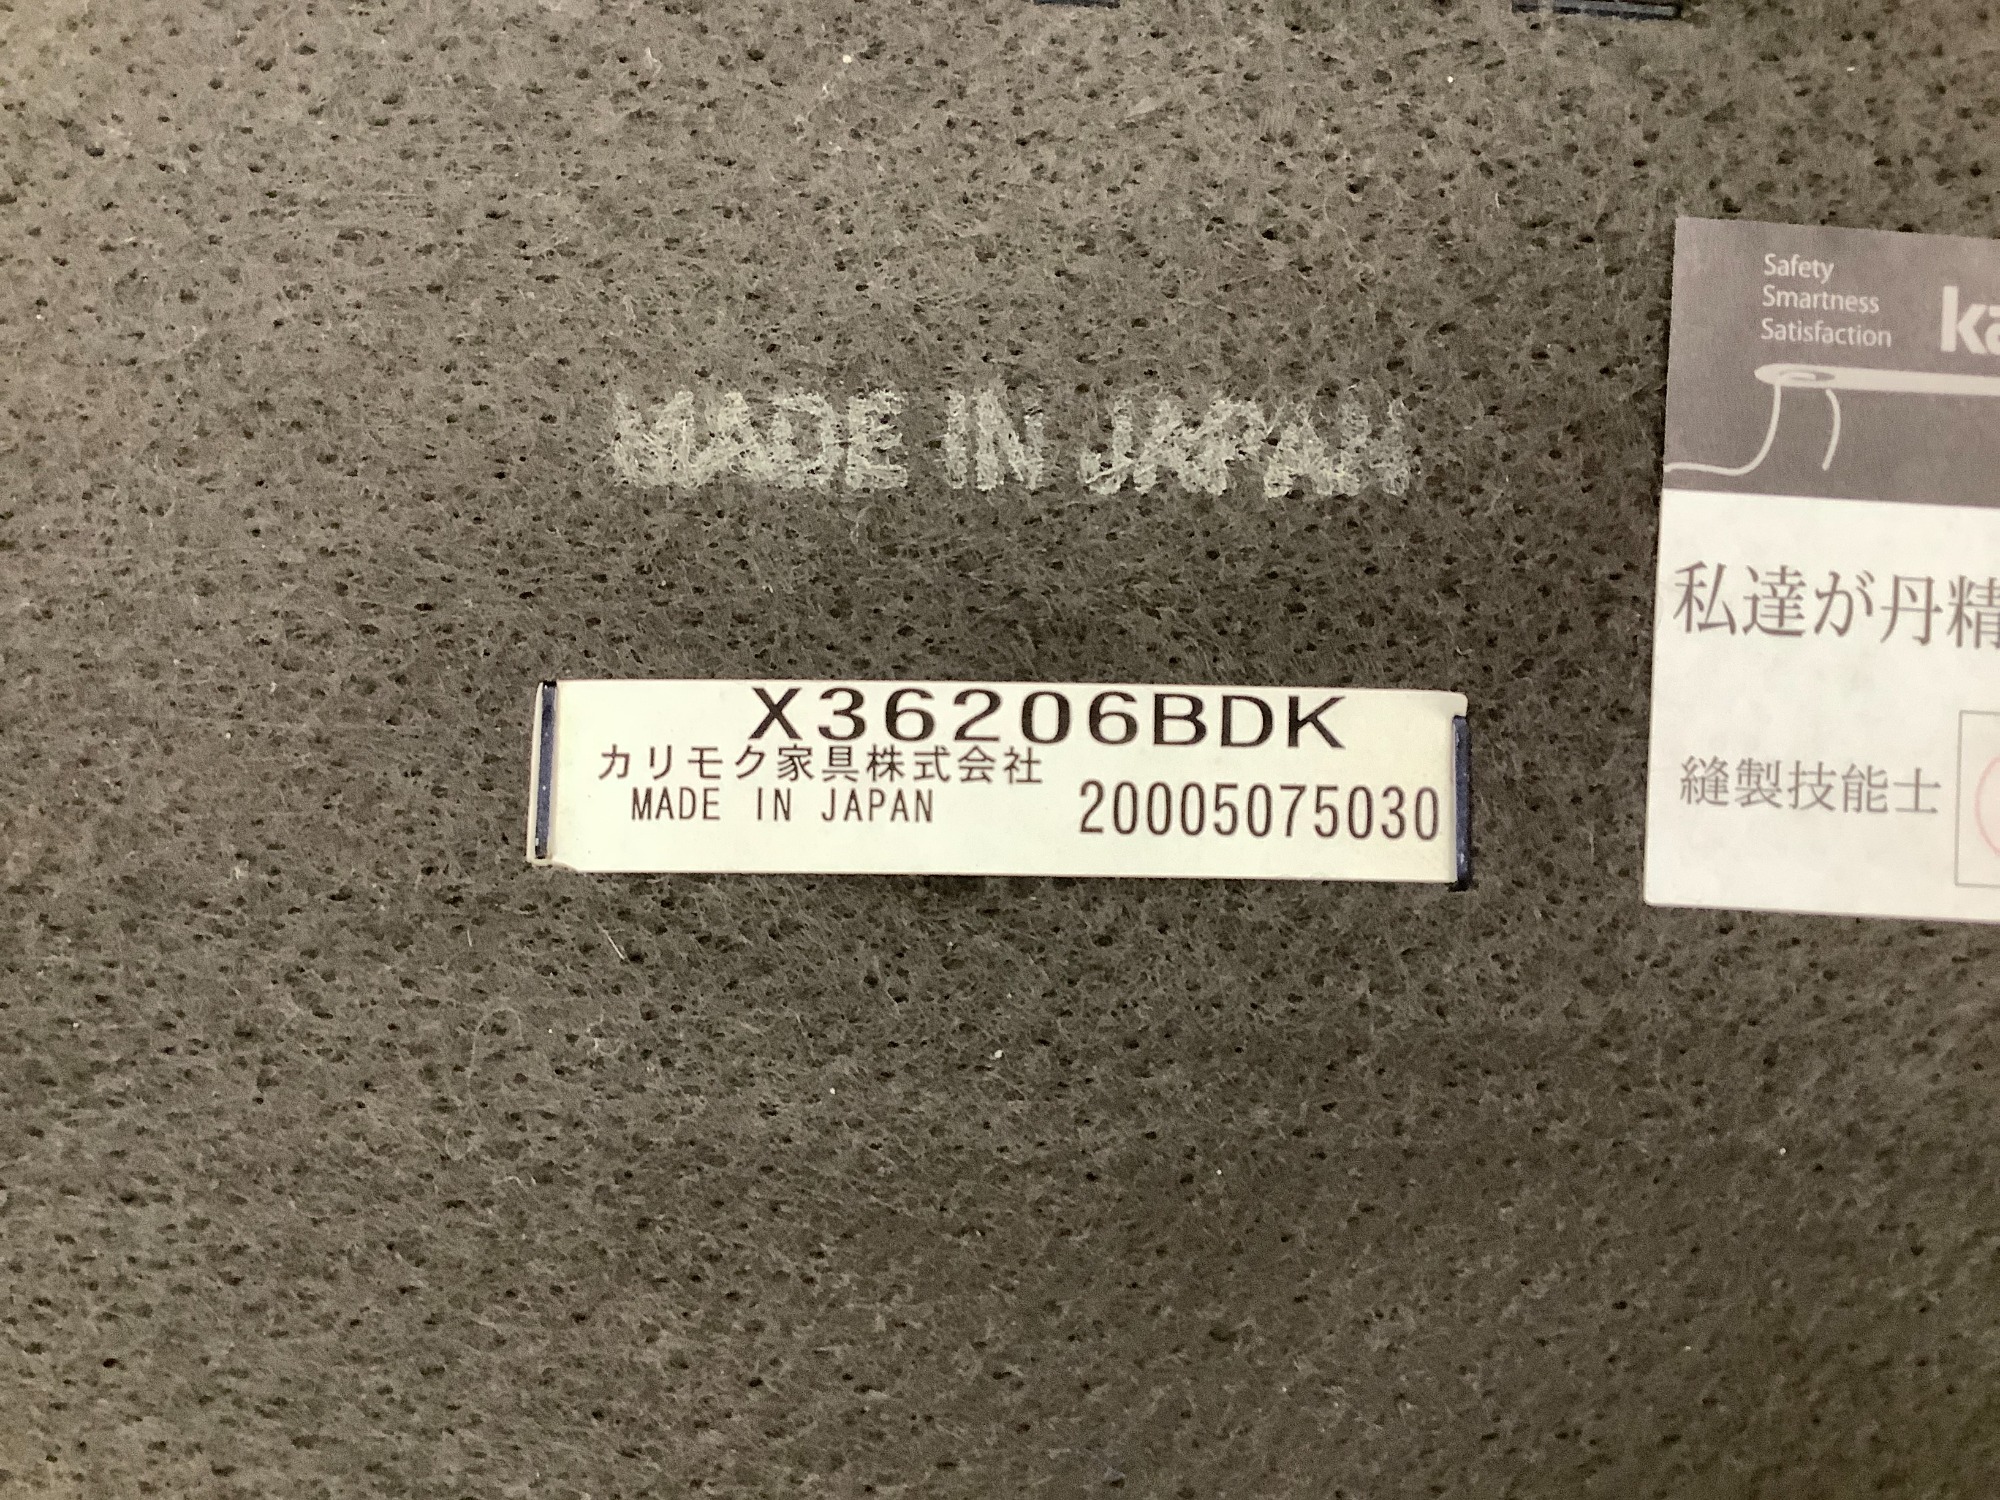 MADE IN JAPAN
X36206BDK
カリモク家具株式会社
MADE IN JAPAN 20005075030
Safety
Smartness
Satisfaction
ka
私達が丹精
縫製技能士